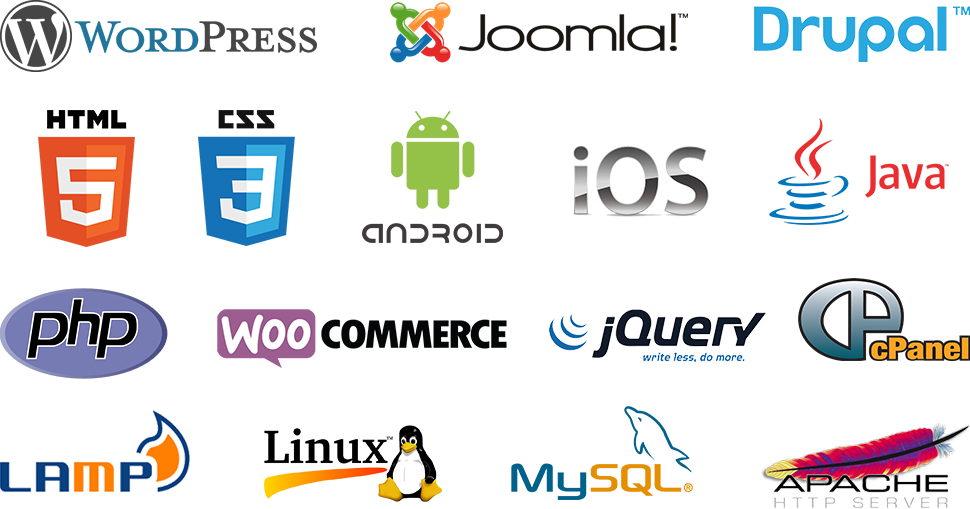 W WORDPRESS
Joomla!™
Drupal™
HTML
5
CSS
3
ANDROID
iOS
Java™
php
WOO COMMERCE
jQuery
write less, do more.
cPanel
LAMP
Linux™
MySQL®
APACHE
HTTP SERVER